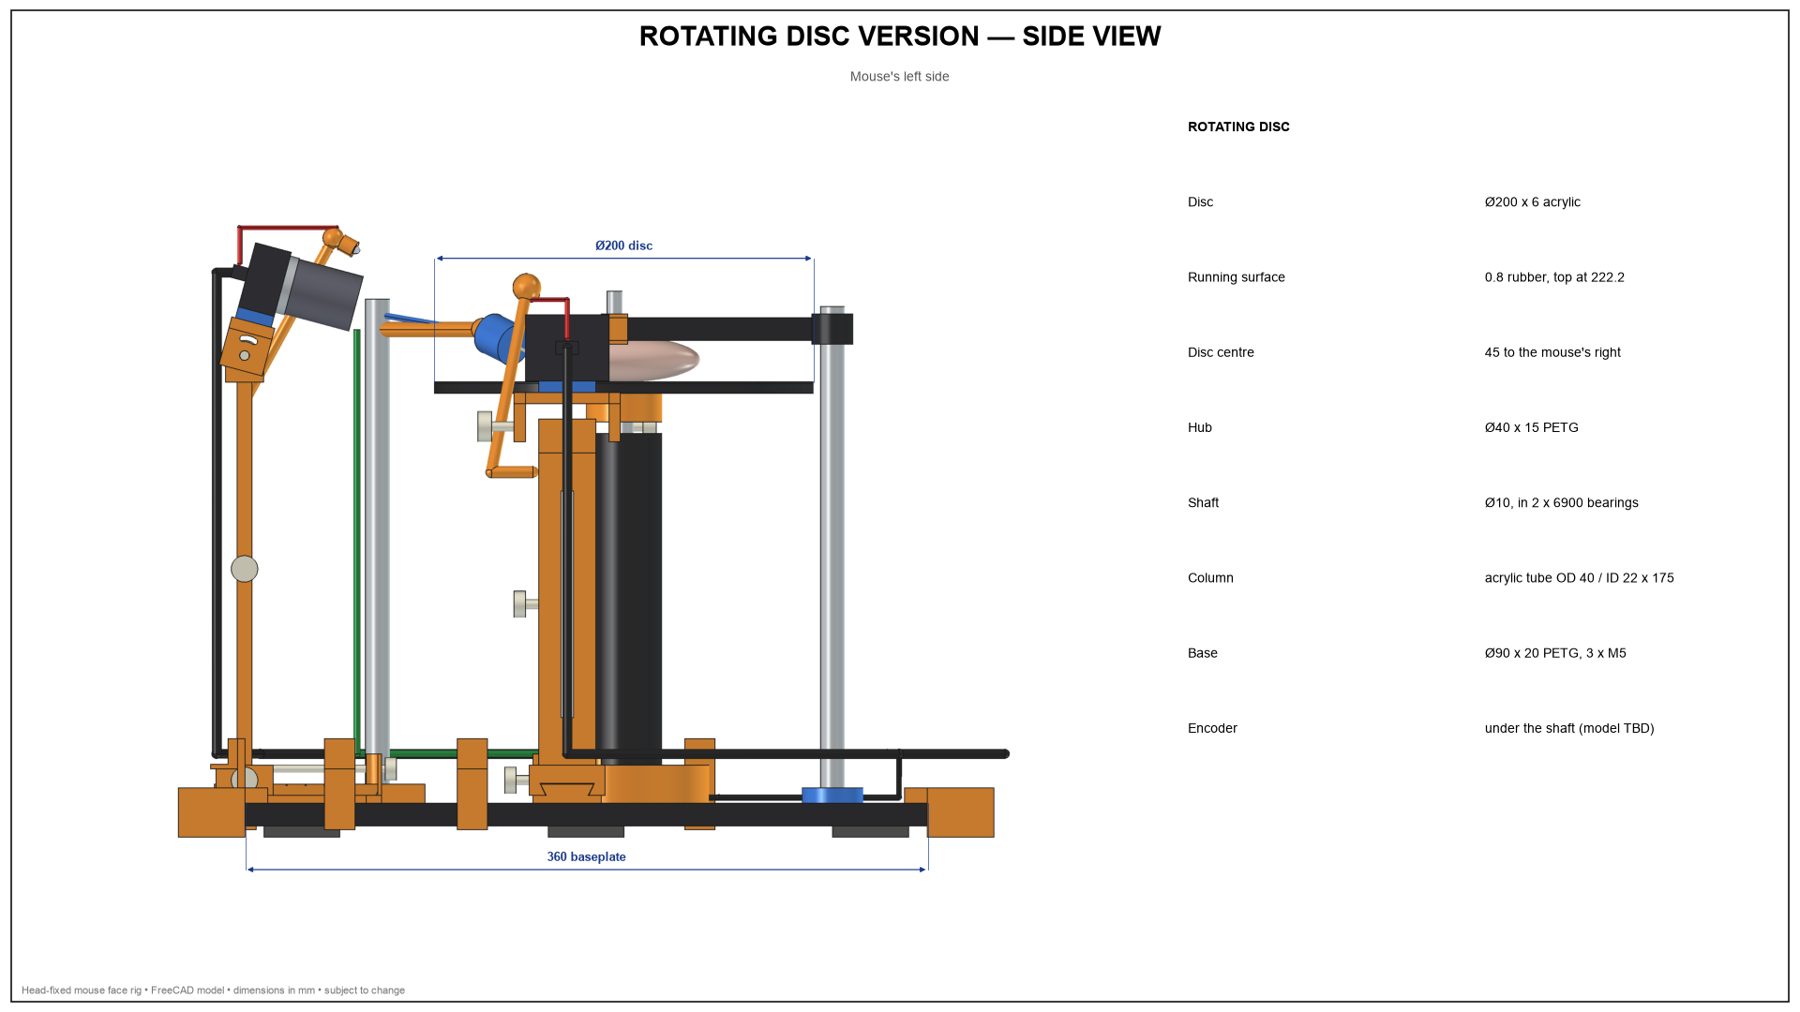 ROTATING DISC VERSION — SIDE VIEW
Mouse's left side
ROTATING DISC
Disc Ø200 x 6 acrylic
Running surface 0.8 rubber, top at 222.2
Disc centre 45 to the mouse's right
Hub Ø40 x 15 PETG
Shaft Ø10, in 2 x 6900 bearings
Column acrylic tube OD 40 / ID 22 x 175
Base Ø90 x 20 PETG, 3 x M5
Encoder under the shaft (model TBD)
Ø200 disc
360 baseplate
Head-fixed mouse face rig • FreeCAD model • dimensions in mm • subject to change